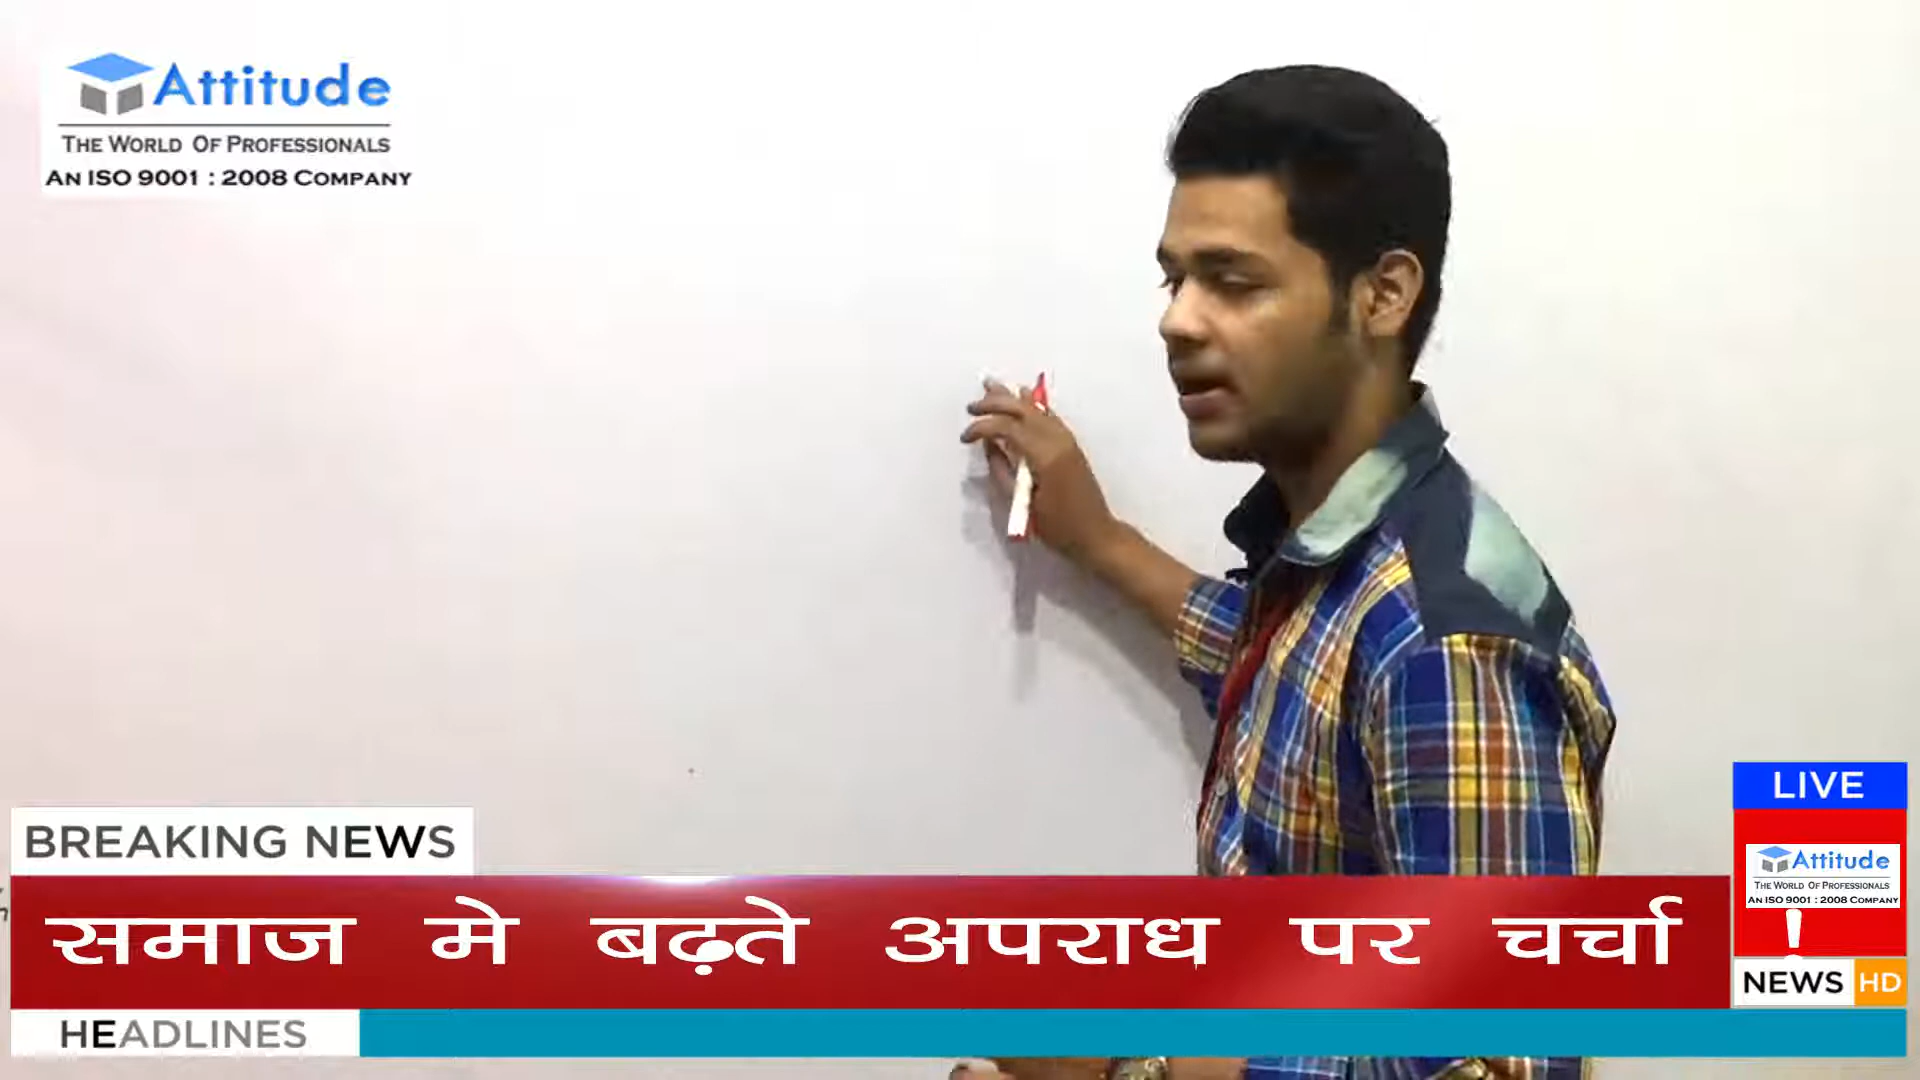 Attitude
THE WORLD OF PROFESSIONALS
AN ISO 9001 : 2008 COMPANY
LIVE
BREAKING NEWS
Attitude
THE WORLD OF PROFESSIONALS
AN ISO 9001 : 2008 COMPANY
समाज मे बढ़ते अपराध पर चर्चा !
NEWS HD
HEADLINES